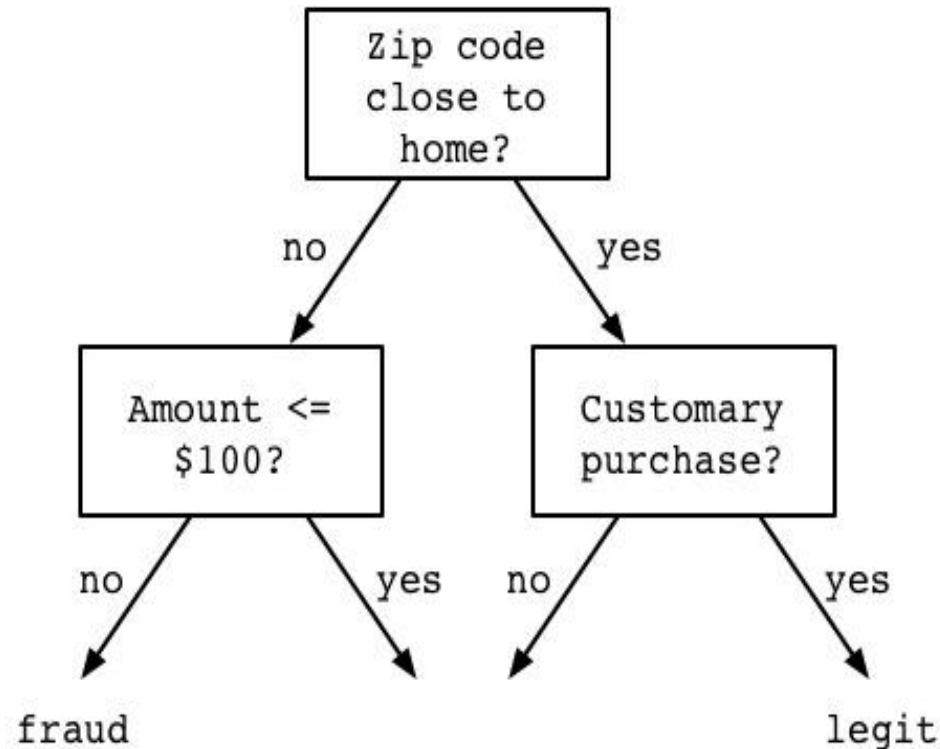 Zip code
close to
home?
no
yes
Amount <=
$100?
Customary
purchase?
no
yes
no
yes
fraud
legit